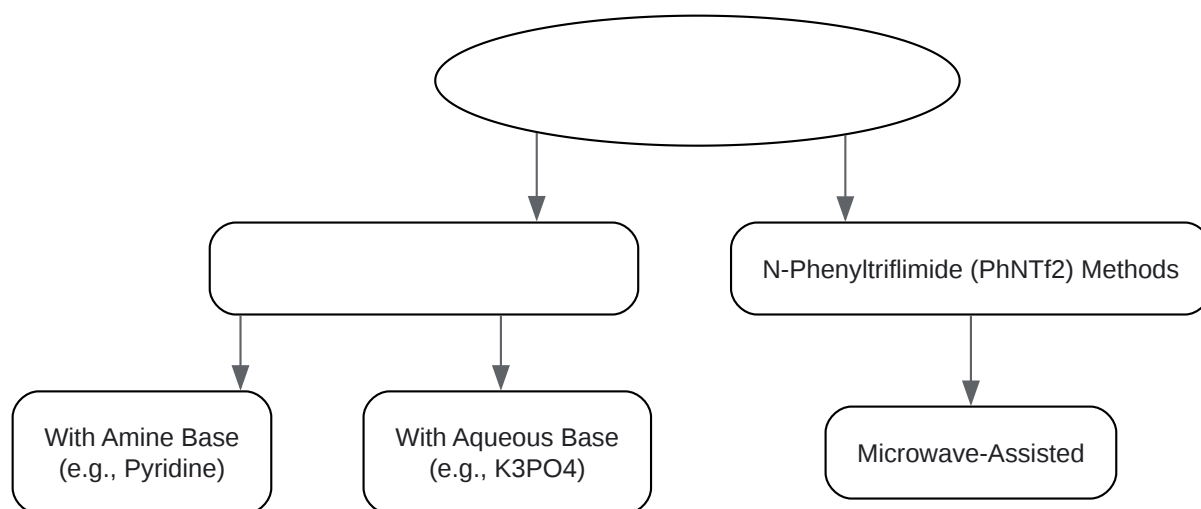 N-Phenyltriflimide (PhNTf2) Methods
With Amine Base
(e.g., Pyridine)
With Aqueous Base
(e.g., K3PO4)
Microwave-Assisted